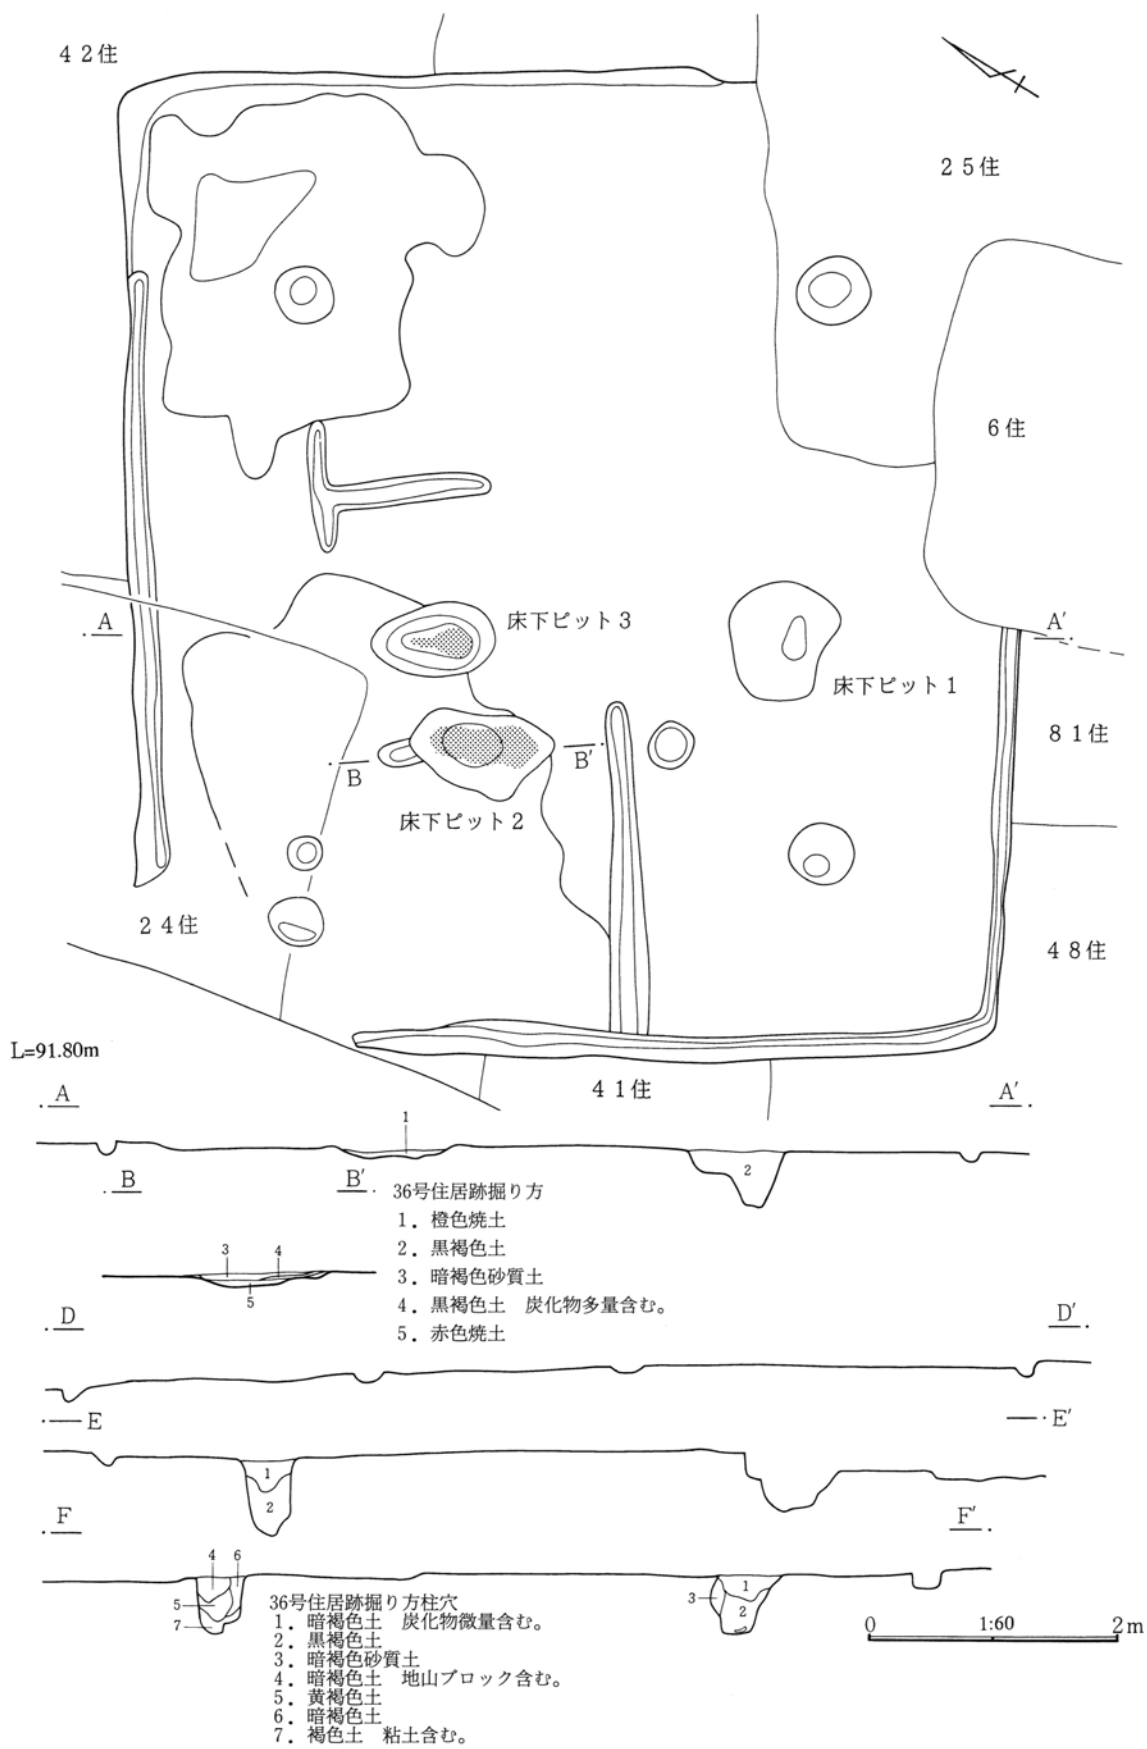 42住
25住
6住
A
床下ピット3
A′
床下ピット1
81住
B
B′
床下ピット2
24住
48住
L=91.80m
41住
A
A′
1
2
B
B′
36号住居跡掘り方
1．橙色焼土
2．黒褐色土
3．暗褐色砂質土
4．黒褐色土　炭化物多量含む。
5．赤色焼土
3
4
5
D
D′
E
E′
1
2
F
F′
4
6
5
7
3
1
2
36号住居跡掘り方柱穴
1．暗褐色土　炭化物微量含む。
2．黒褐色土
3．暗褐色砂質土
4．暗褐色土　地山ブロック含む。
5．黄褐色土
6．暗褐色土
7．褐色土　粘土含む。
0　1:60　2m